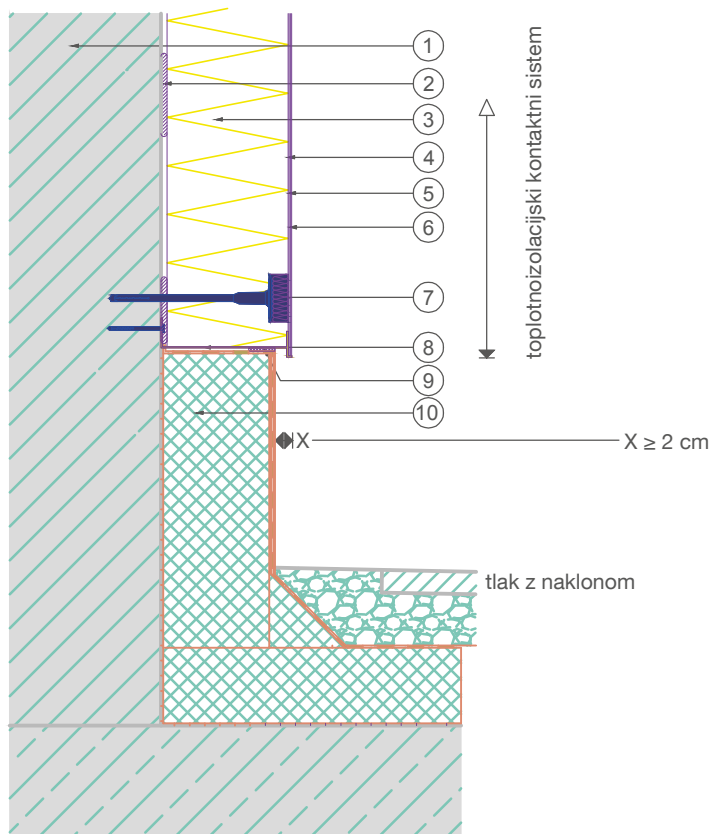 1
2
3
4
5
6
7
8
9
10
toplotnoizolacijski kontaktni sistem
X
X ≥ 2 cm
tlak z naklonom